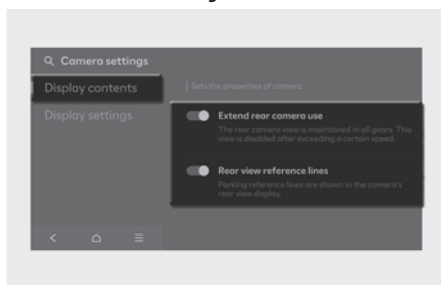 Camera settings
Display contents
Sets the properties of camera.
Display settings
Extend rear camera use
The rear camera view is maintained in all gears. This
view is disabled after exceeding a certain speed.
Rear view reference lines
Parking reference lines are shown in the camera's
rear view display.